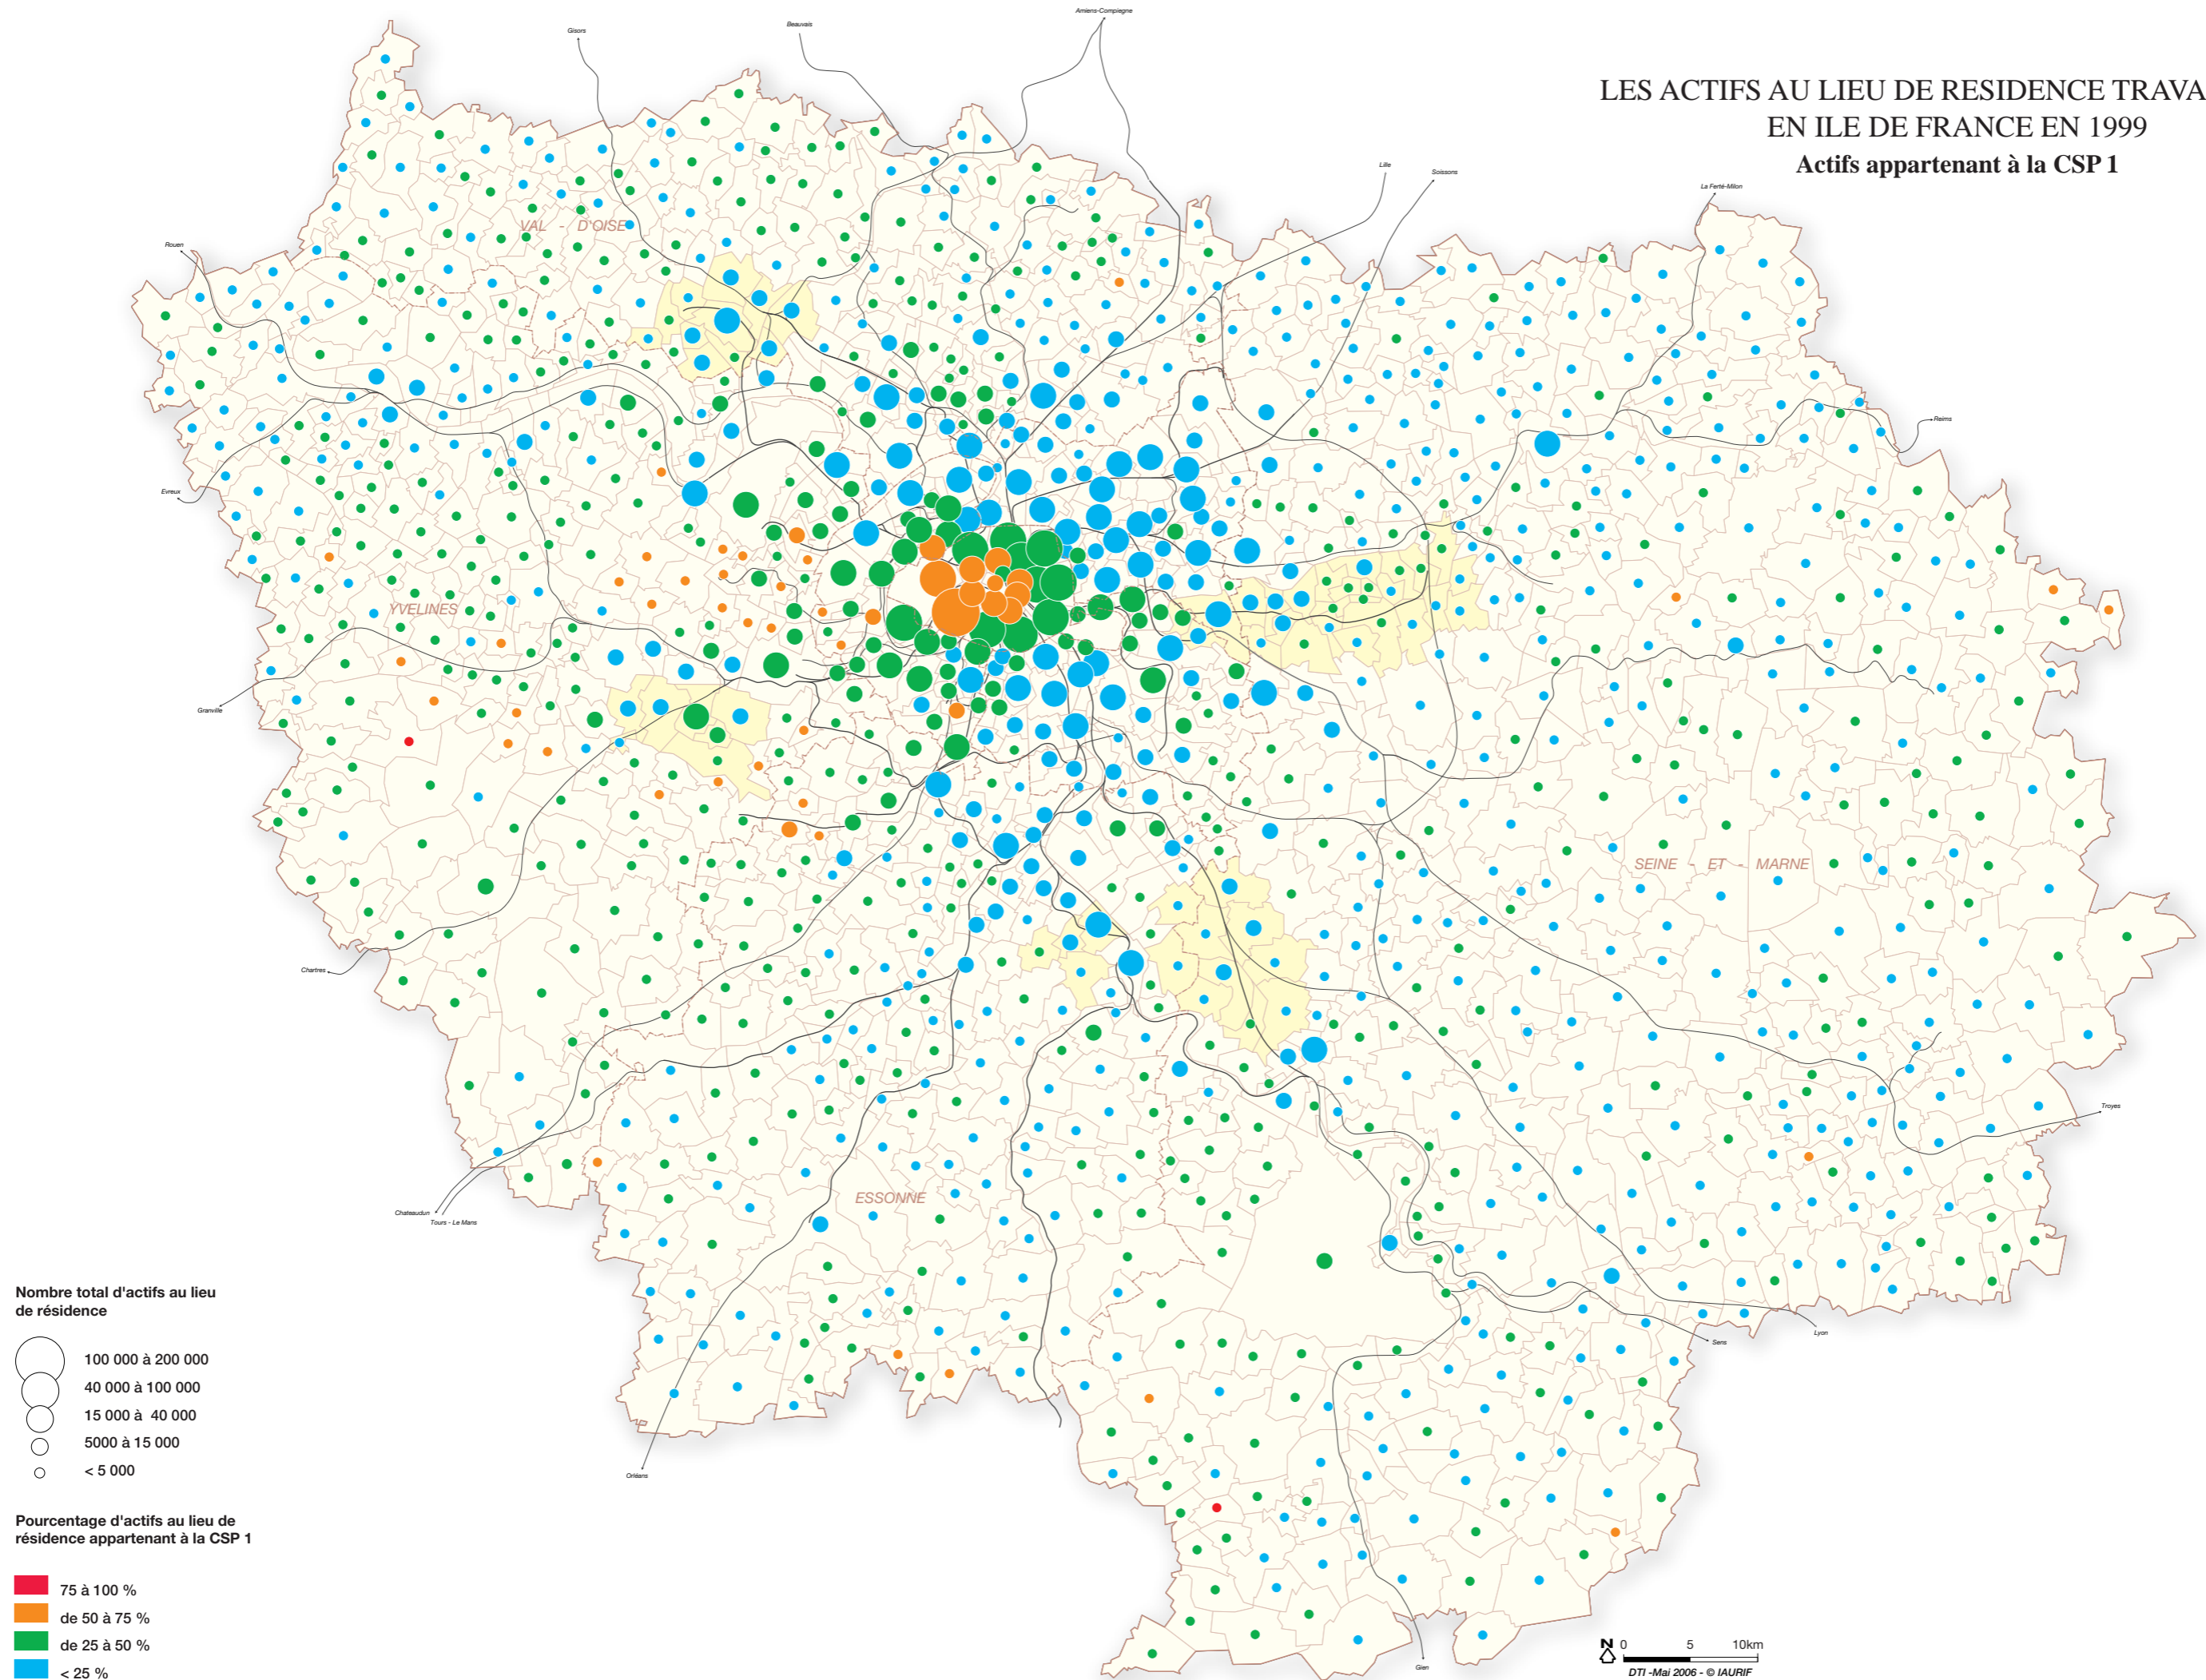 Amiens-Compiegne
Beauvais
Gisors
LES ACTIFS AU LIEU DE RESIDENCE TRAVA
EN ILE DE FRANCE EN 1999
Actifs appartenant à la CSP 1
Lille
Soissons
La Ferté-Milon
VAL - D'OISE
Rouen
Reims
Evreux
YVELINES
Granville
SEINE - ET - MARNE
Chartres
Troyes
ESSONNE
Chateaudun
Tours - Le Mans
Nombre total d'actifs au lieu
de résidence
100 000 à 200 000
40 000 à 100 000
15 000 à 40 000
5000 à 15 000
< 5 000
Lyon
Sens
Orléans
Pourcentage d'actifs au lieu de
résidence appartenant à la CSP 1
75 à 100 %
de 50 à 75 %
de 25 à 50 %
< 25 %
N 0 5 10km
DTI -Mai 2006 - © IAURIF
Gien